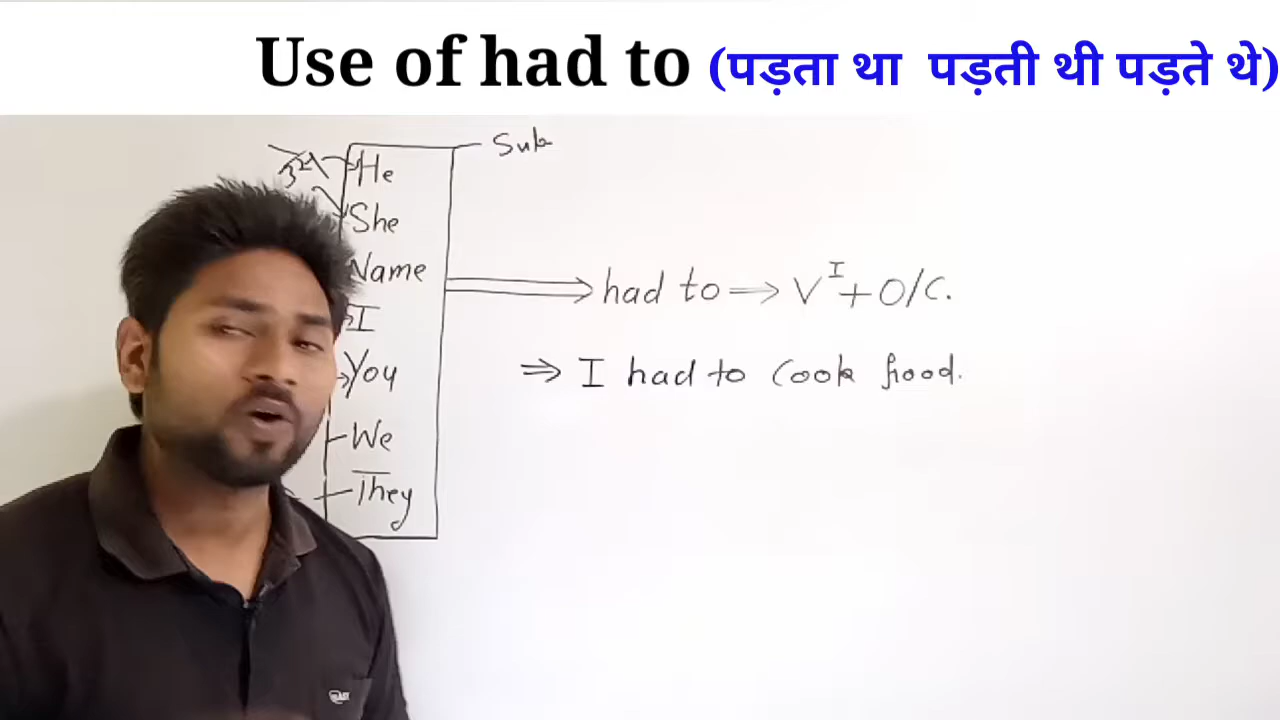 Use of had to (पड़ता था पड़ती थी पड़ते थे)
Sub
He
She
Name
I
You
We
They
had to ⇒ V^I + O/C.
⇒ I had to Cook food.